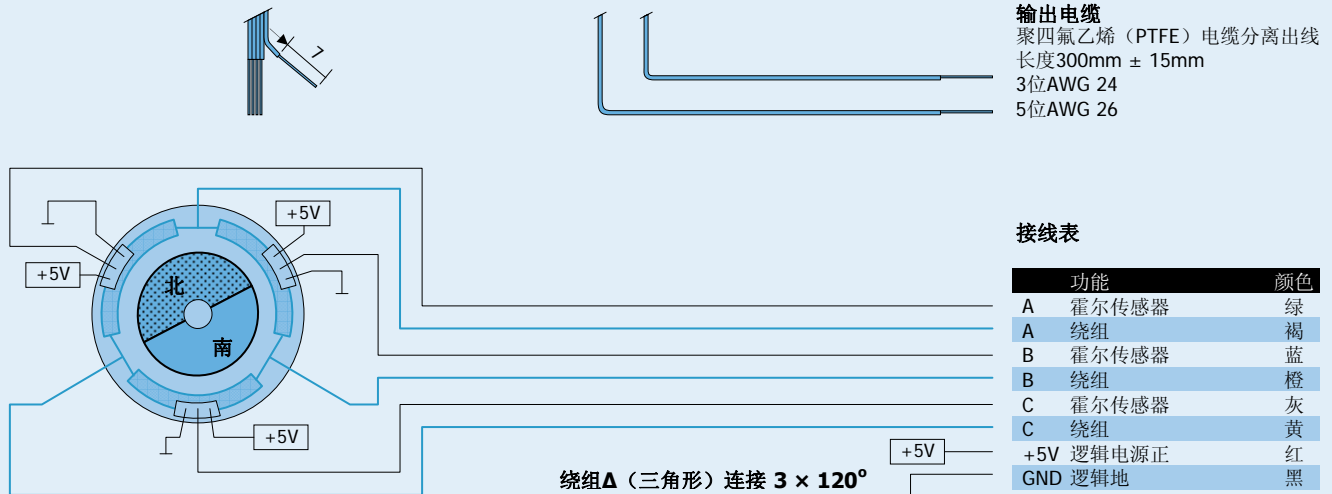 输出电缆
聚四氟乙烯（PTFE）电缆分离出线
长度300mm ± 15mm
3位AWG 24
5位AWG 26
7
+5V
+5V
北
南
+5V
+5V
绕组Δ（三角形）连接 3 × 120°
接线表
功能 颜色
A 霍尔传感器 绿
A 绕组 褐
B 霍尔传感器 蓝
B 绕组 橙
C 霍尔传感器 灰
C 绕组 黄
+5V 逻辑电源正 红
GND 逻辑地 黑